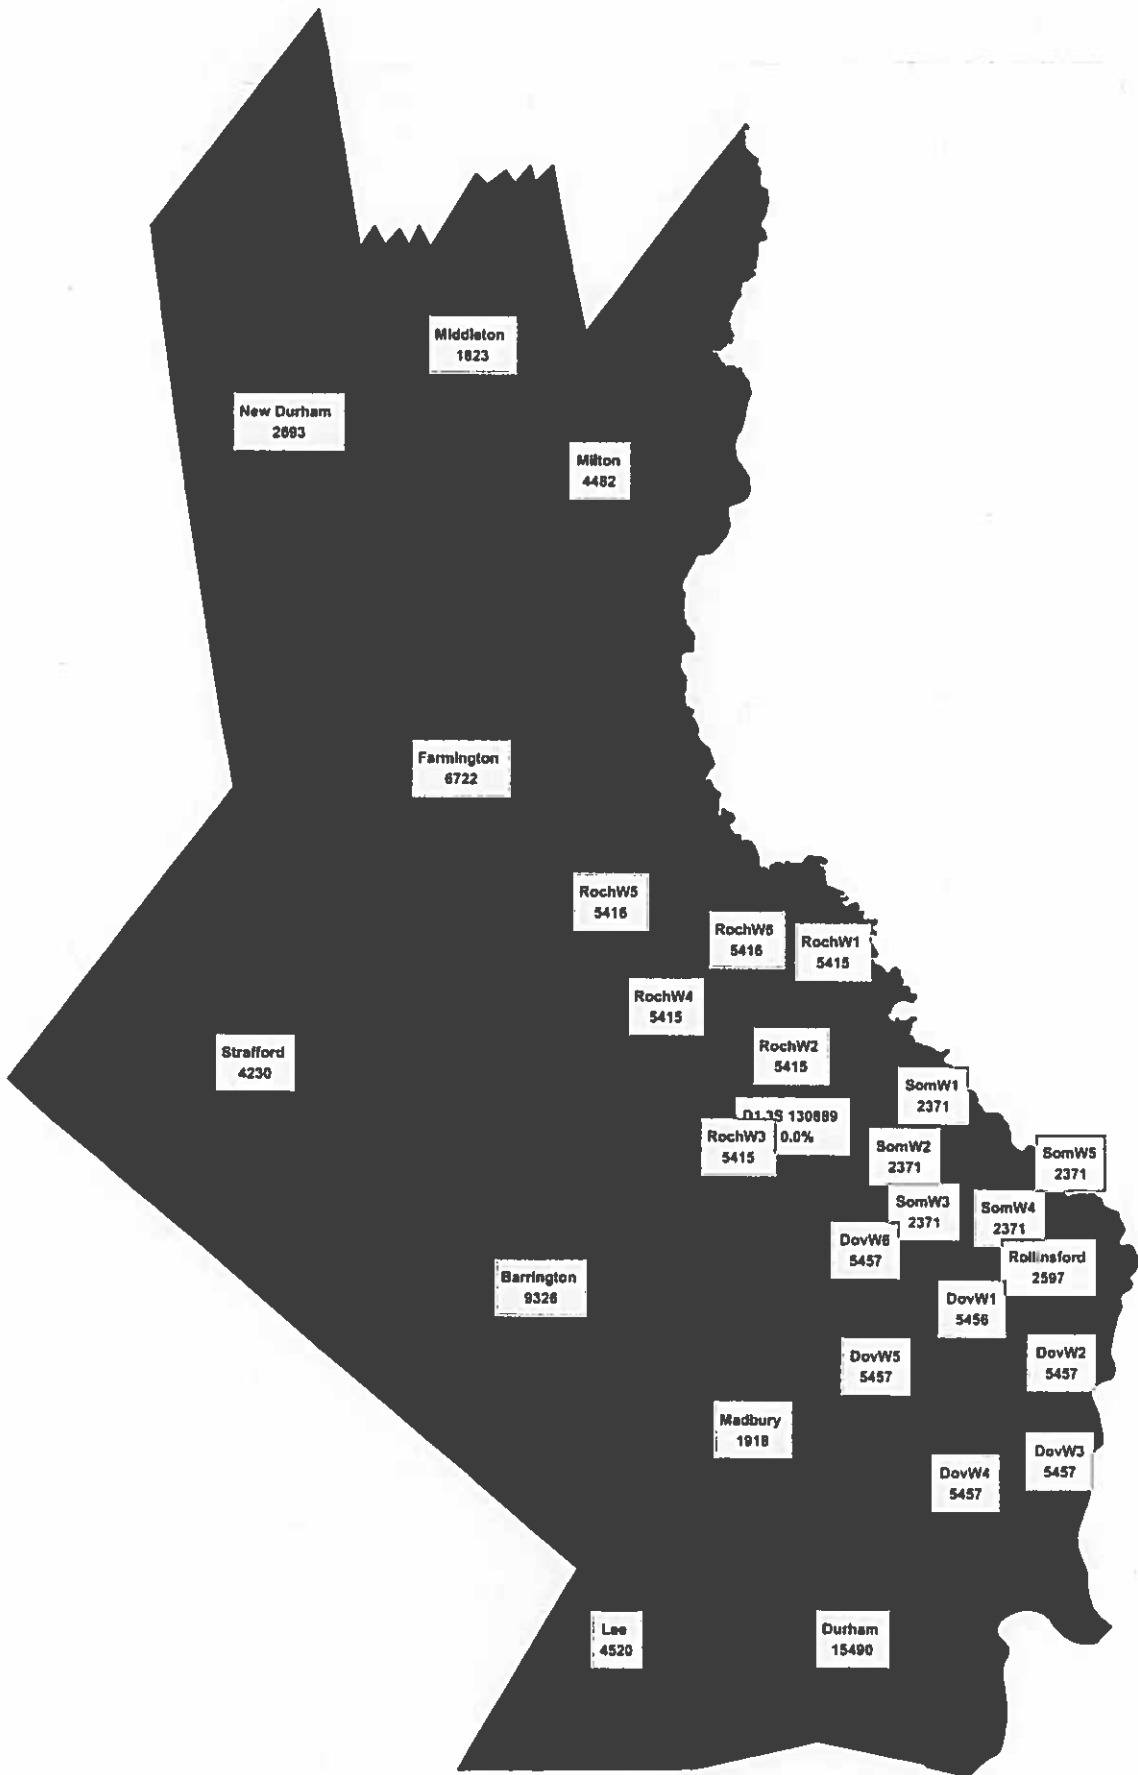 Middleton
1823
New Durham
2693
Milton
4482
Farmington
6722
RochW5
5416
RochW6
5416
RochW1
5415
RochW4
5415
RochW2
5415
Strafford
4230
SomW1
2371
D1.3S 130889
0.0%
RochW3
5415
SomW2
2371
SomW5
2371
SomW3
2371
SomW4
2371
DovW6
5457
Rollinsford
2597
Barrington
9326
DovW1
5456
DovW5
5457
DovW2
5457
Madbury
1918
DovW3
5457
DovW4
5457
Lee
4520
Durham
15490